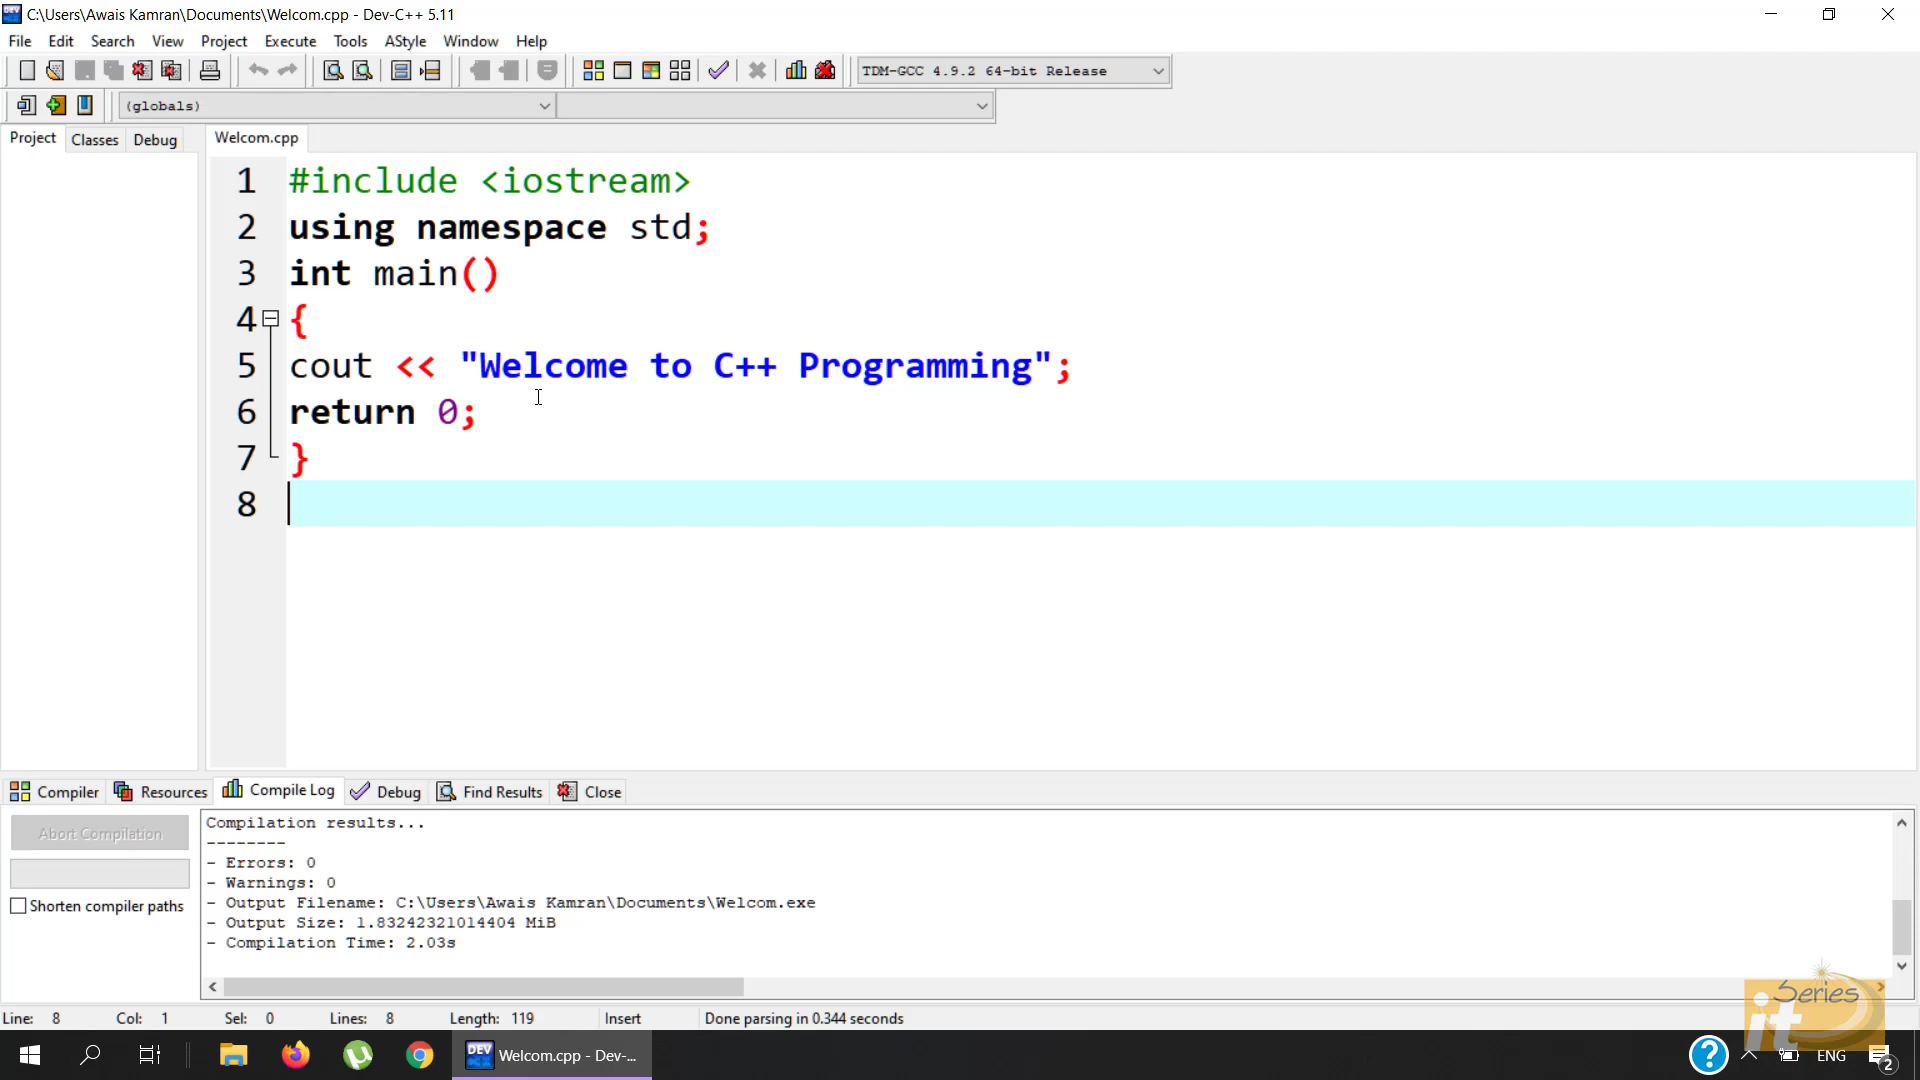 C:\Users\Awais Kamran\Documents\Welcom.cpp - Dev-C++ 5.11
File Edit Search View Project Execute Tools AStyle Window Help
TDM-GCC 4.9.2 64-bit Release
(globals)
Project Classes Debug Welcom.cpp
1 #include <iostream>
2 using namespace std;
3 int main()
4 {
5 cout << "Welcome to C++ Programming";
6 return 0;
7 }
8
Compiler Resources Compile Log Debug Find Results Close
Abort Compilation
Shorten compiler paths
Compilation results...
--------
- Errors: 0
- Warnings: 0
- Output Filename: C:\Users\Awais Kamran\Documents\Welcom.exe
- Output Size: 1.83242321014404 MiB
- Compilation Time: 2.03s
Line: 8 Col: 1 Sel: 0 Lines: 8 Length: 119 Insert Done parsing in 0.344 seconds
it Series
DEV Welcom.cpp - Dev-... ? ENG 2